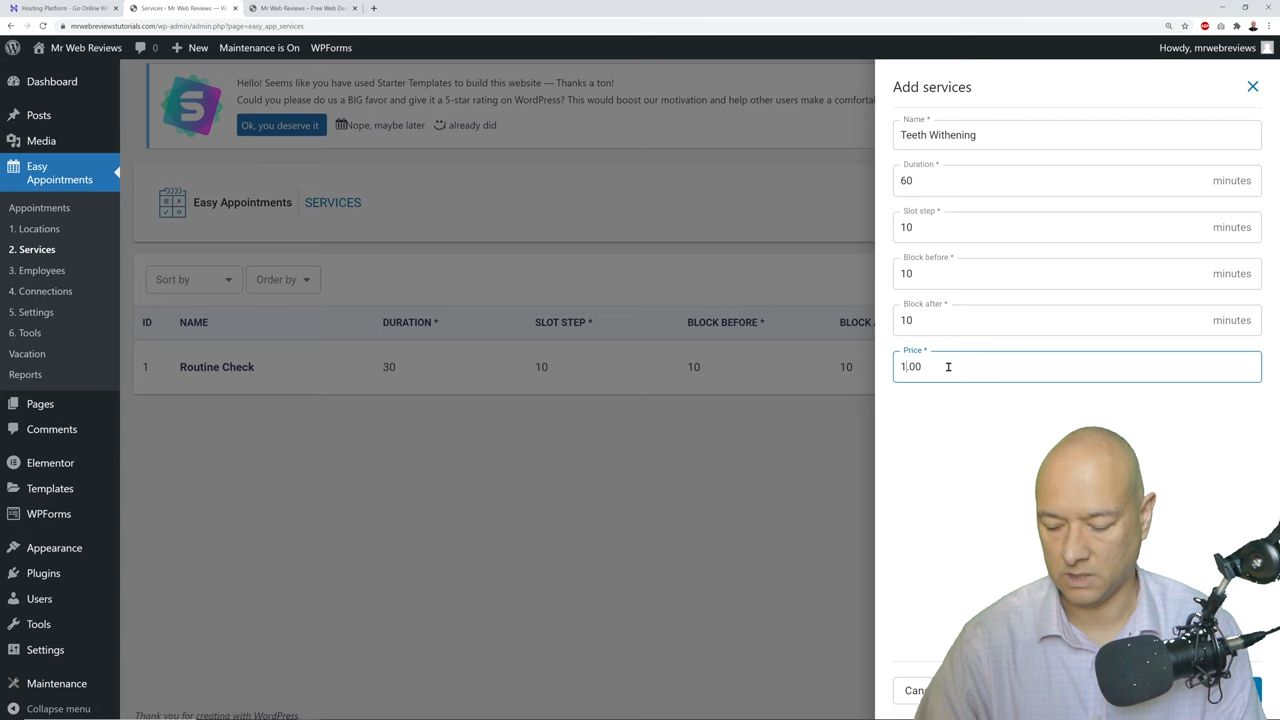 Hosting Platform - Go Online W
Services ‹ Mr Web Reviews — W
Mr Web Reviews – Free Web De
mrwebreviewstutorials.com/wp-admin/admin.php?page=easy_app_services
Mr Web Reviews
0
New
Maintenance is On
WPForms
Howdy, mrwebreviews
Dashboard
Posts
Media
Easy
Appointments
Appointments
1. Locations
2. Services
3. Employees
4. Connections
5. Settings
6. Tools
Vacation
Reports
Pages
Comments
Elementor
Templates
WPForms
Appearance
Plugins
Users
Tools
Settings
Maintenance
Collapse menu
Hello! Seems like you have used Starter Templates to build this website — Thanks a ton!
Could you please do us a BIG favor and give it a 5-star rating on WordPress? This would boost our motivation and help other users make a comforta
Ok, you deserve it
Nope, maybe later
already did
Easy Appointments
SERVICES
Sort by
Order by
ID NAME DURATION * SLOT STEP * BLOCK BEFORE * BLOCK
1 Routine Check 30 10 10 10
Thank you for creating with WordPress.
Add services
Name *
Teeth Withening
Duration *
60 minutes
Slot step *
10 minutes
Block before *
10 minutes
Block after *
10 minutes
Price *
1.00
Can